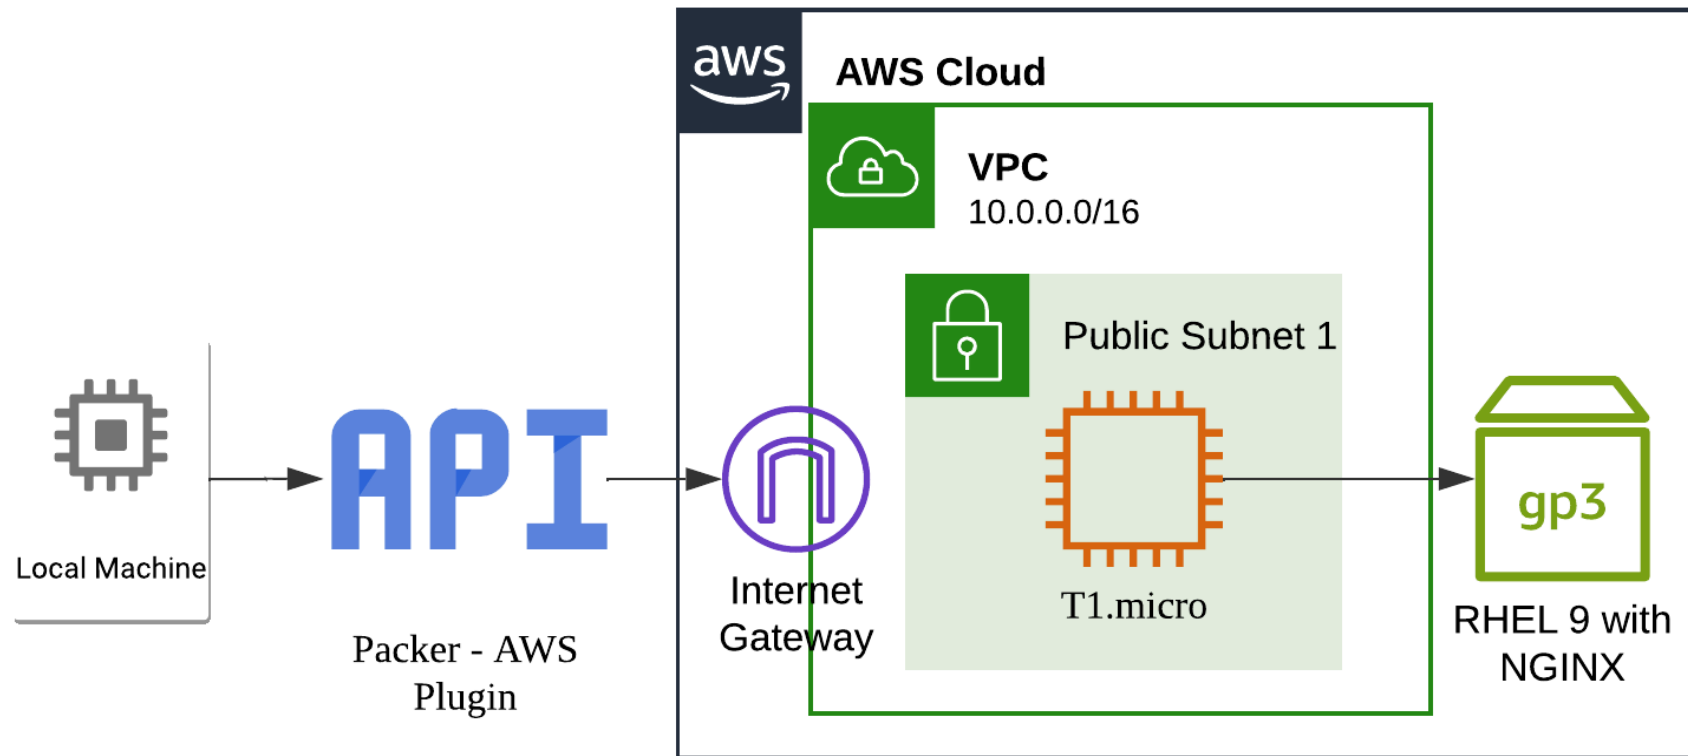 aws
AWS Cloud
VPC
10.0.0.0/16
Public Subnet 1
API
gp3
Local Machine
Internet
Gateway
T1.micro
RHEL 9 with
NGINX
Packer - AWS
Plugin